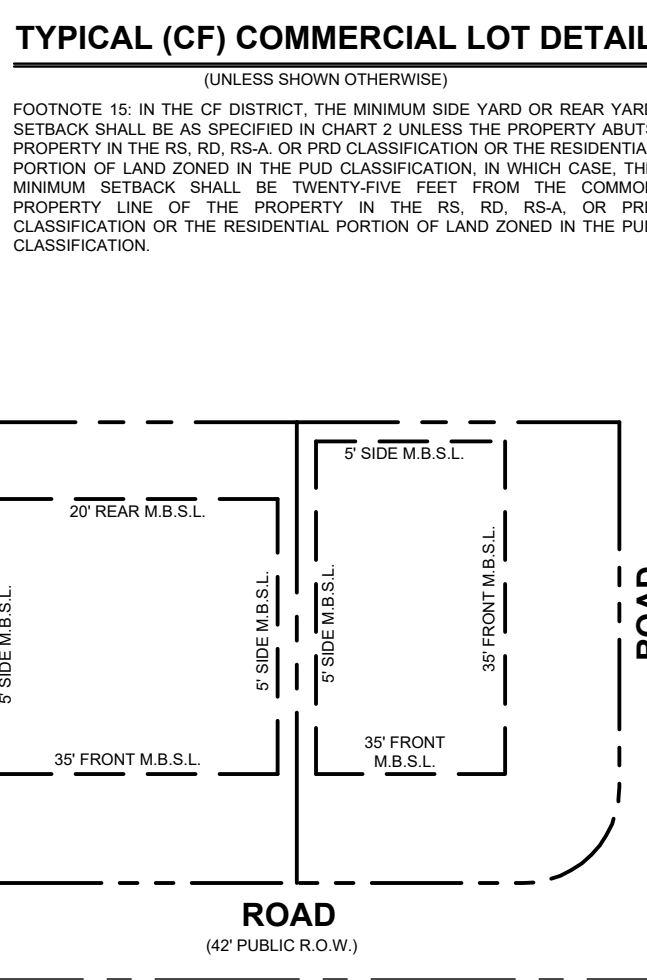 TYPICAL (CF) COMMERCIAL LOT DETAIL
(UNLESS SHOWN OTHERWISE)
FOOTNOTE 15: IN THE CF DISTRICT, THE MINIMUM SIDE YARD OR REAR YARD
SETBACK SHALL BE AS SPECIFIED IN CHART 2 UNLESS THE PROPERTY ABUTS
PROPERTY IN THE RS, RD, RS-A. OR PRD CLASSIFICATION OR THE RESIDENTIA
PORTION OF LAND ZONED IN THE PUD CLASSIFICATION, IN WHICH CASE, THE
MINIMUM SETBACK SHALL BE TWENTY-FIVE FEET FROM THE COMMO
PROPERTY LINE OF THE PROPERTY IN THE RS, RD, RS-A, OR PR
CLASSIFICATION OR THE RESIDENTIAL PORTION OF LAND ZONED IN THE PU
CLASSIFICATION.
5' SIDE M.B.S.L.
20' REAR M.B.S.L.
5' SIDE M.B.S.L.
5' SIDE M.B.S.L.
5' SIDE M.B.S.L.
35' FRONT M.B.S.L.
ROAD
35' FRONT M.B.S.L.
35' FRONT
M.B.S.L.
ROAD
(42' PUBLIC R.O.W.)